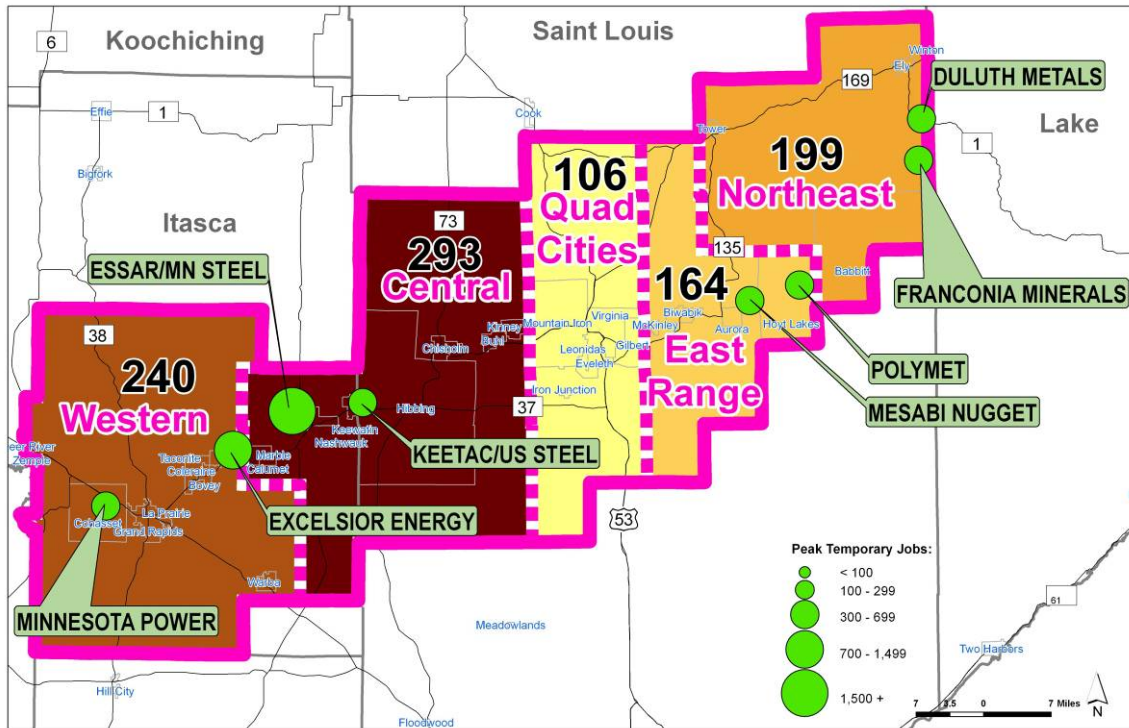 Koochiching
Saint Louis
6
Winton
Ely
169
DULUTH METALS
Effie
1
Cook
Tower
Lake
1
Bigfork
199
Northeast
106
Quad
Cities
73
Itasca
293
Central
135
Babbitt
ESSAR/MN STEEL
164
East
Range
FRANCONIA MINERALS
38
Kinney
Buhl
Chisholm
Mountain Iron
Virginia
McKinley
Biwabik
Gilbert
Leonidas
Eveleth
Aurora
Hoyt Lakes
POLYMET
240
Western
Iron Junction
37
Hibbing
Keewatin
Nashwauk
MESABI NUGGET
eer River
Zemple
Taconite
Coleraine
Bovey
Marble
Calumet
KEETAC/US STEEL
Cohasset
La Prairie
Grand Rapids
EXCELSIOR ENERGY
53
Warba
MINNESOTA POWER
Meadowlands
Hill City
Floodwood
Peak Temporary Jobs:
< 100
100 - 299
300 - 699
700 - 1,499
1,500 +
61
Two Harbors
7 3.5 0 7 Miles
N